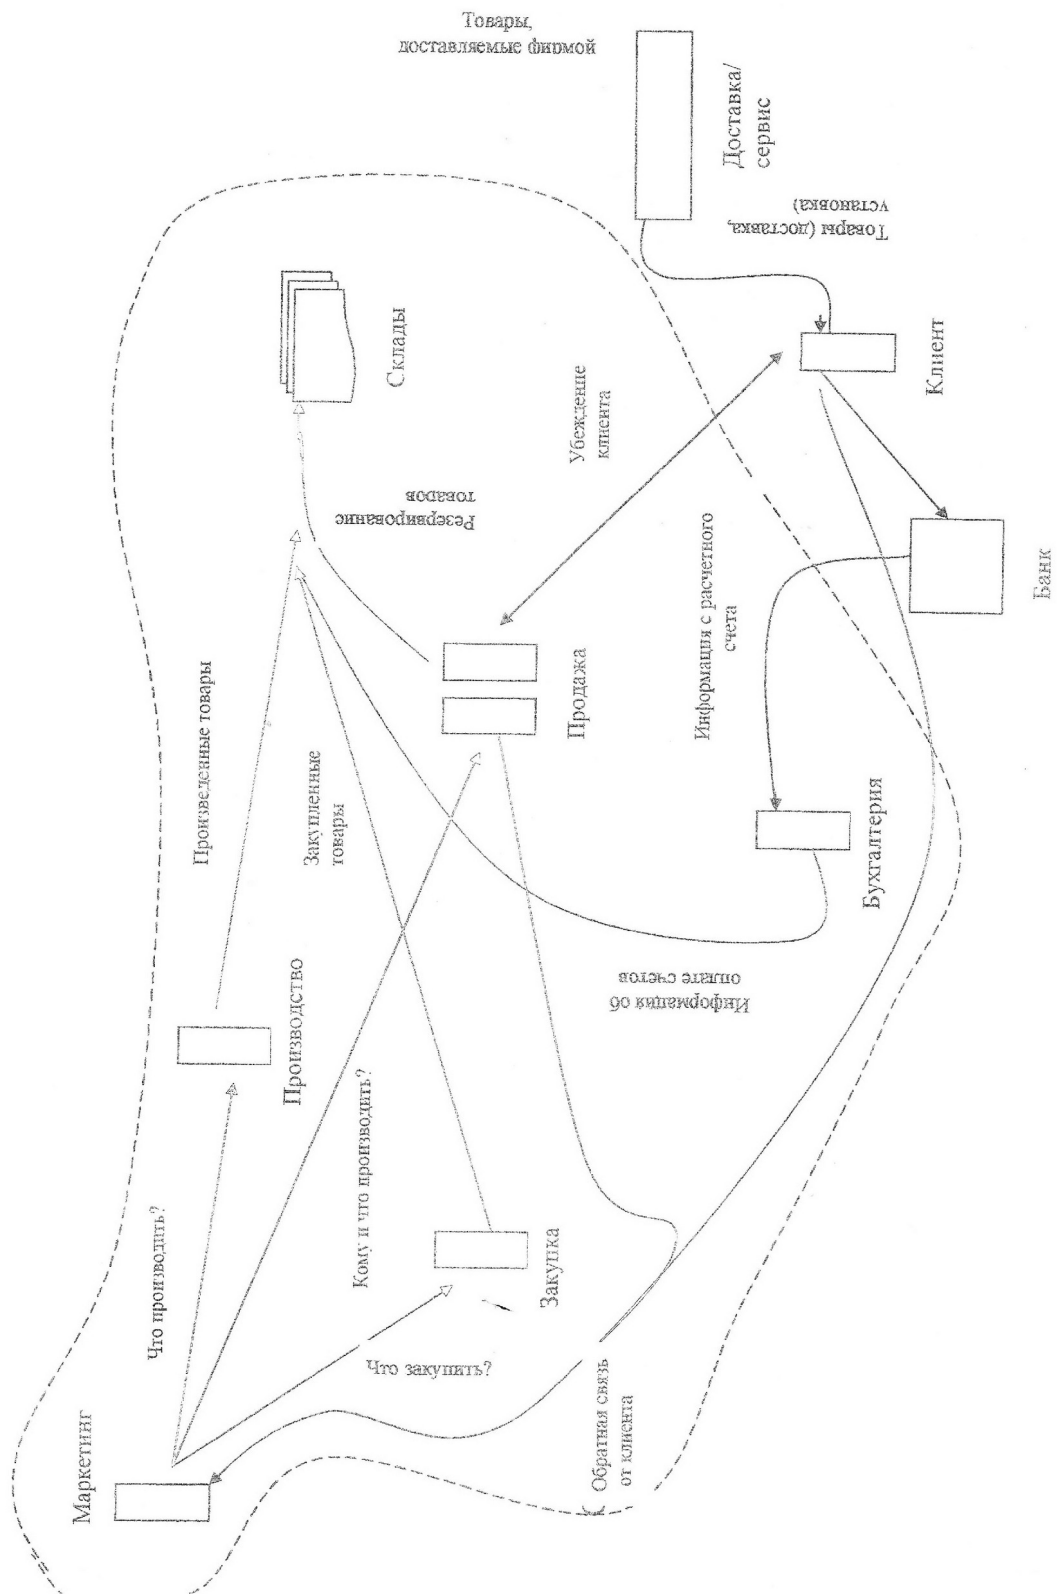 Товары,
доставляемые фирмой
Доставка/
сервис
Товары (доставка,
установка)
Склады
Клиент
Убеждение
клиента
Резервирование
товаров
Банк
Информация с расчетного
счета
Продажа
Произведенные товары
Закупленные
товары
Бухгалтерия
Информация об
оплате счетов
Производство
Кому и что производить?
Что производить?
Закупка
Что закупить?
Обратная связь
от клиента
Маркетинг